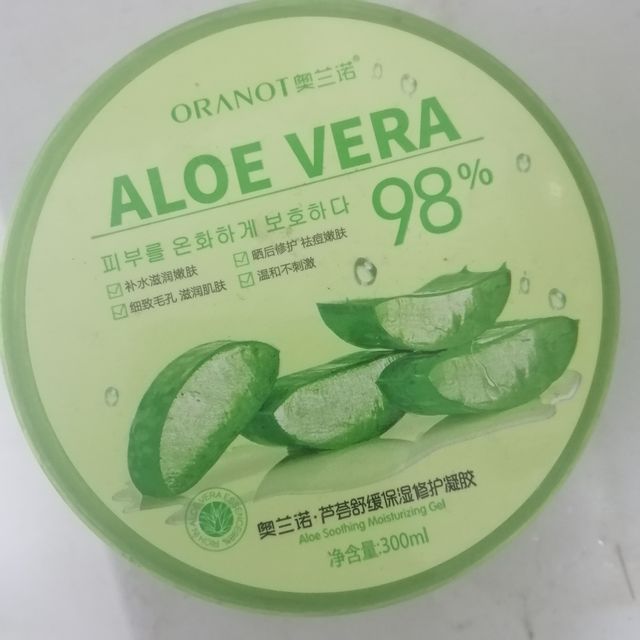 ORANOT奥兰诺®
ALOE VERA
98%
피부를 온화하게 보호하다
补水滋润嫩肤
晒后修护 祛痘嫩肤
细致毛孔 滋润肌肤
温和不刺激
奥兰诺·芦荟舒缓保湿修护凝胶
Aloe Soothing Moisturizing Gel
净含量:300ml
ALOE VERA